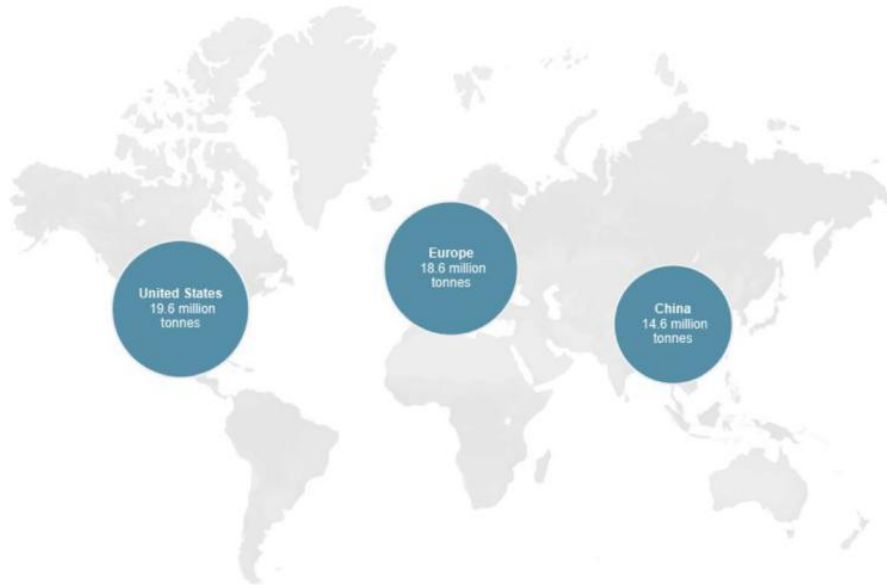 United States
19.6 million
tonnes
Europe
18.6 million
tonnes
China
14.6 million
tonnes